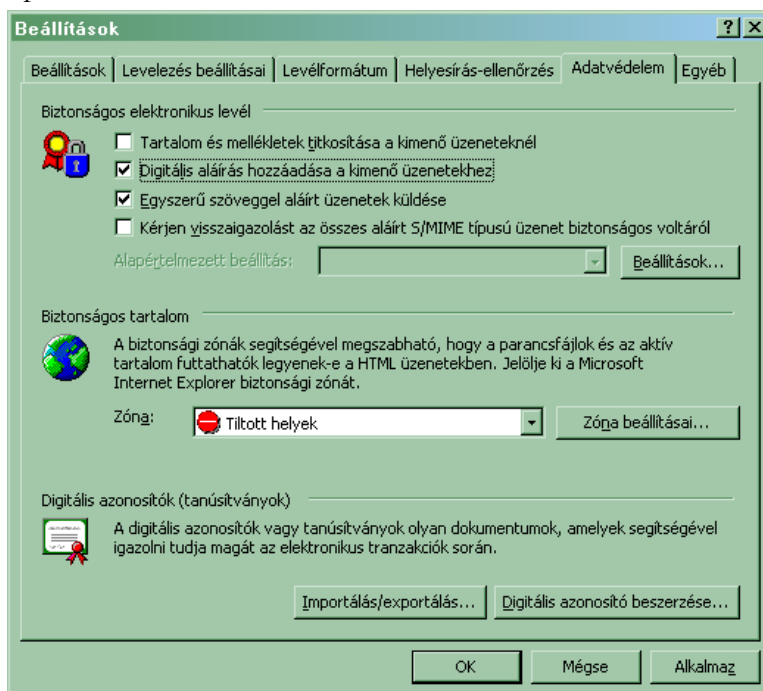 Beállítások
Beállítások Levelezés beállításai Levélformátum Helyesírás-ellenőrzés Adatvédelem Egyéb
Biztonságos elektronikus levél
Tartalom és mellékletek titkosítása a kimenő üzeneteknél
Digitális aláírás hozzáadása a kimenő üzenetekhez
Egyszerű szöveggel aláírt üzenetek küldése
Kérjen visszaigazolást az összes aláírt S/MIME típusú üzenet biztonságos voltáról
Alapértelmezett beállítás: Beállítások...
Biztonságos tartalom
A biztonsági zónák segítségével megszabható, hogy a parancsfájlok és az aktív
tartalom futtathatók legyenek-e a HTML üzenetekben. Jelölje ki a Microsoft
Internet Explorer biztonsági zónát.
Zóna: Tiltott helyek Zóna beállításai...
Digitális azonosítók (tanúsítványok)
A digitális azonosítók vagy tanúsítványok olyan dokumentumok, amelyek segítségével
igazolni tudja magát az elektronikus tranzakciók során.
Importálás/exportálás... Digitális azonosító beszerzése...
OK Mégse Alkalmaz